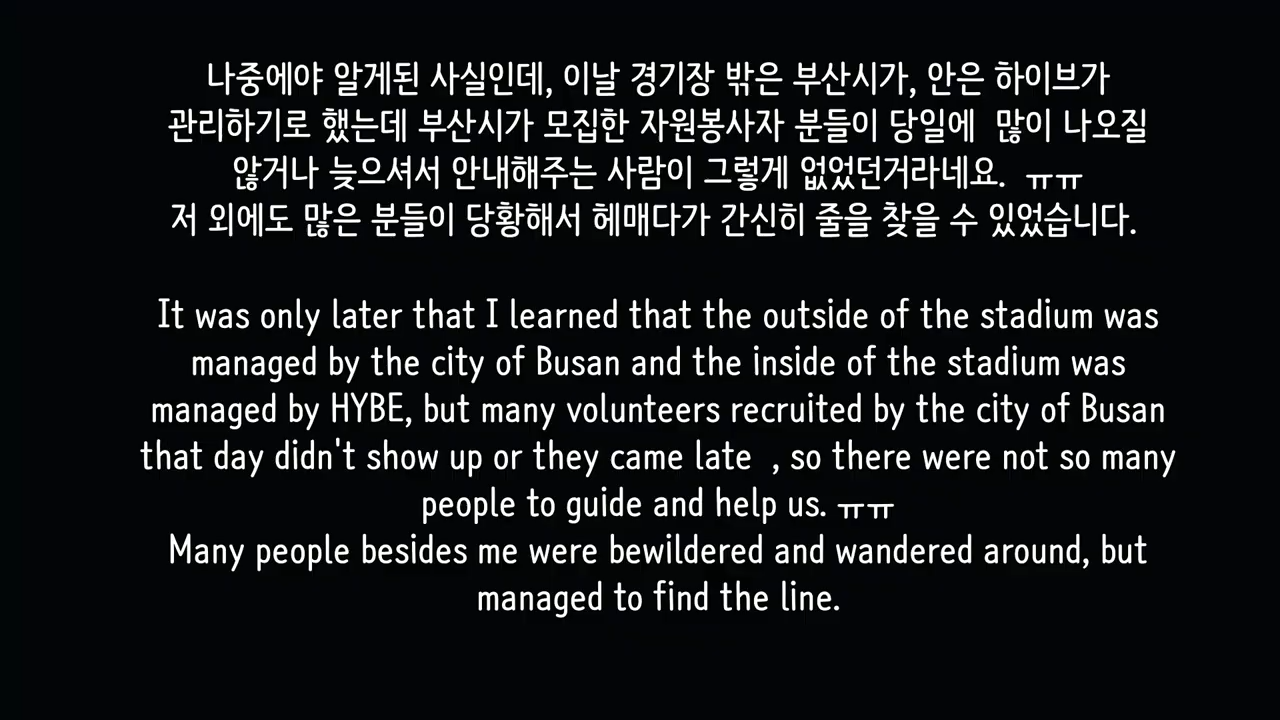 나중에야 알게된 사실인데, 이날 경기장 밖은 부산시가, 안은 하이브가
관리하기로 했는데 부산시가 모집한 자원봉사자 분들이 당일에  많이 나오질
않거나 늦으셔서 안내해주는 사람이 그렇게 없었던거라네요.  ㅠㅠ
저 외에도 많은 분들이 당황해서 헤매다가 간신히 줄을 찾을 수 있었습니다.
It was only later that I learned that the outside of the stadium was
managed by the city of Busan and the inside of the stadium was
managed by HYBE, but many volunteers recruited by the city of Busan
that day didn't show up or they came late  , so there were not so many
people to guide and help us. ㅠㅠ
Many people besides me were bewildered and wandered around, but
managed to find the line.